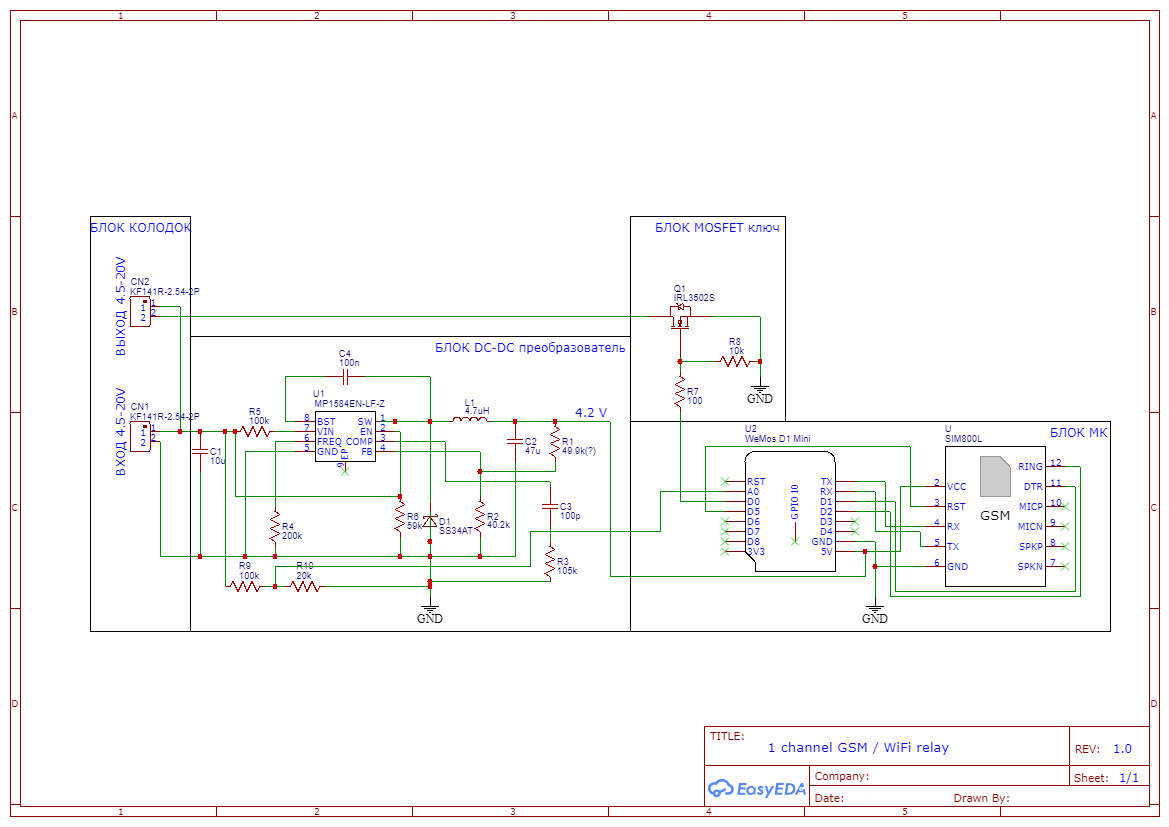 1 2 3 4 5
A A
B B
C C
D D
БЛОК КОЛОДОК
ВЫХОД 4.5-20V
CN2
KF141R-2.54-2P
1 1
2 2
ВХОД 4.5-20V
CN1
KF141R-2.54-2P
1 1
2 2
C1
10u
БЛОК DC-DC преобразователь
C4
100n
U1
MP1584EN-LF-Z
8 BST SW 1
7 VIN EN 2
6 FREQ COMP 3
5 GND FB 4
9 EP
R5
100k
L1
4.7uH
4.2 V
C2
47u
R1
49.9k(?)
R4
200k
R6
59k
D1
SS34AT
R2
40.2k
C3
100p
R3
105k
R9
100k
R10
20k
GND
БЛОК MOSFET ключ
Q1
IRL3502S
R8
10k
R7
100
GND
БЛОК МК
U2
WeMos D1 Mini
RST TX
A0 RX
D0 D1
D5 D2
D6 D3
D7 D4
D8 GND
3V3 5V
GPIO 10
U
SIM800L
GSM
2 VCC
3 RST
4 RX
5 TX
6 GND
RING 12
DTR 11
MICP 10
MICN 9
SPKP 8
SPKN 7
GND
TITLE:
1 channel GSM / WiFi relay
REV: 1.0
EasyEDA
Company:
Sheet: 1/1
Date:
Drawn By:
1 2 3 4 5